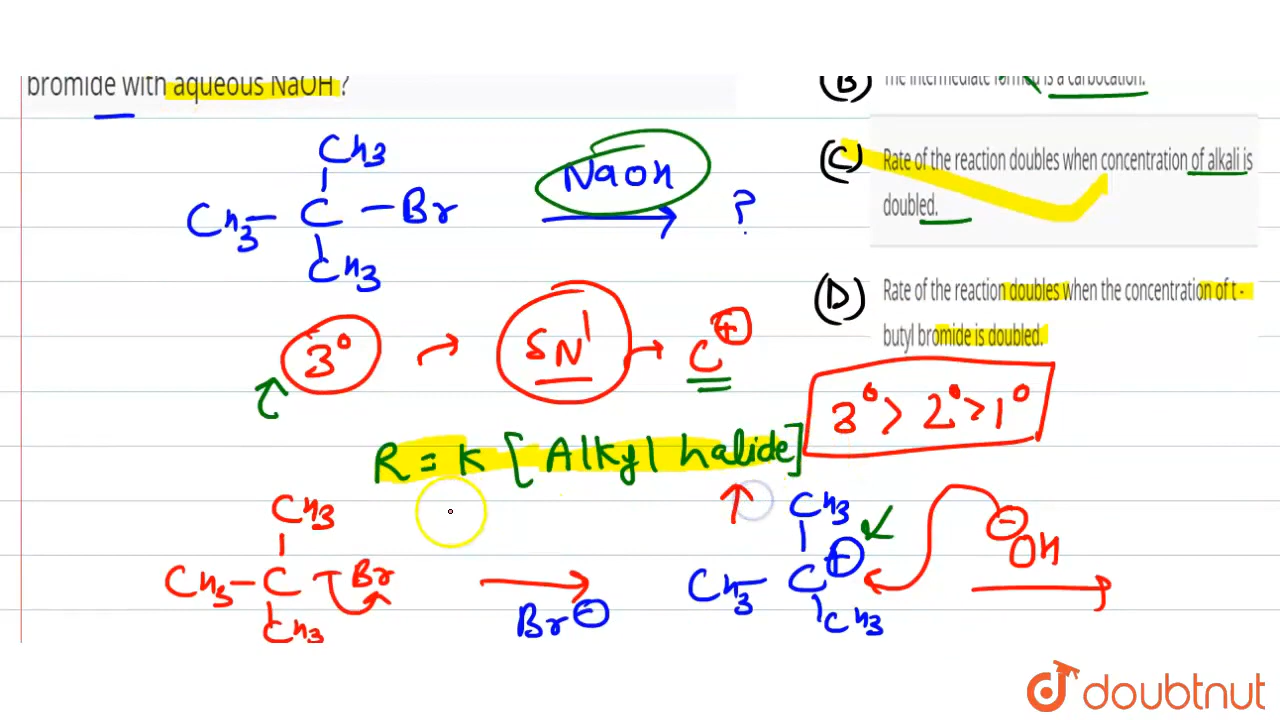 bromide with aqueous NaOH ?
(B) The intermediate formed is a carbocation.
(C) Rate of the reaction doubles when concentration of alkali is
doubled.
(D) Rate of the reaction doubles when the concentration of t -
butyl bromide is doubled.
CH3
CH3 - C - Br NaOH ?
CH3
3° → SN1 → C+
3° > 2° > 1°
R = K [Alkyl halide]
CH3
CH3 - C Br
CH3
Br-
CH3
CH3 - C+
CH3
-OH
doubtnut